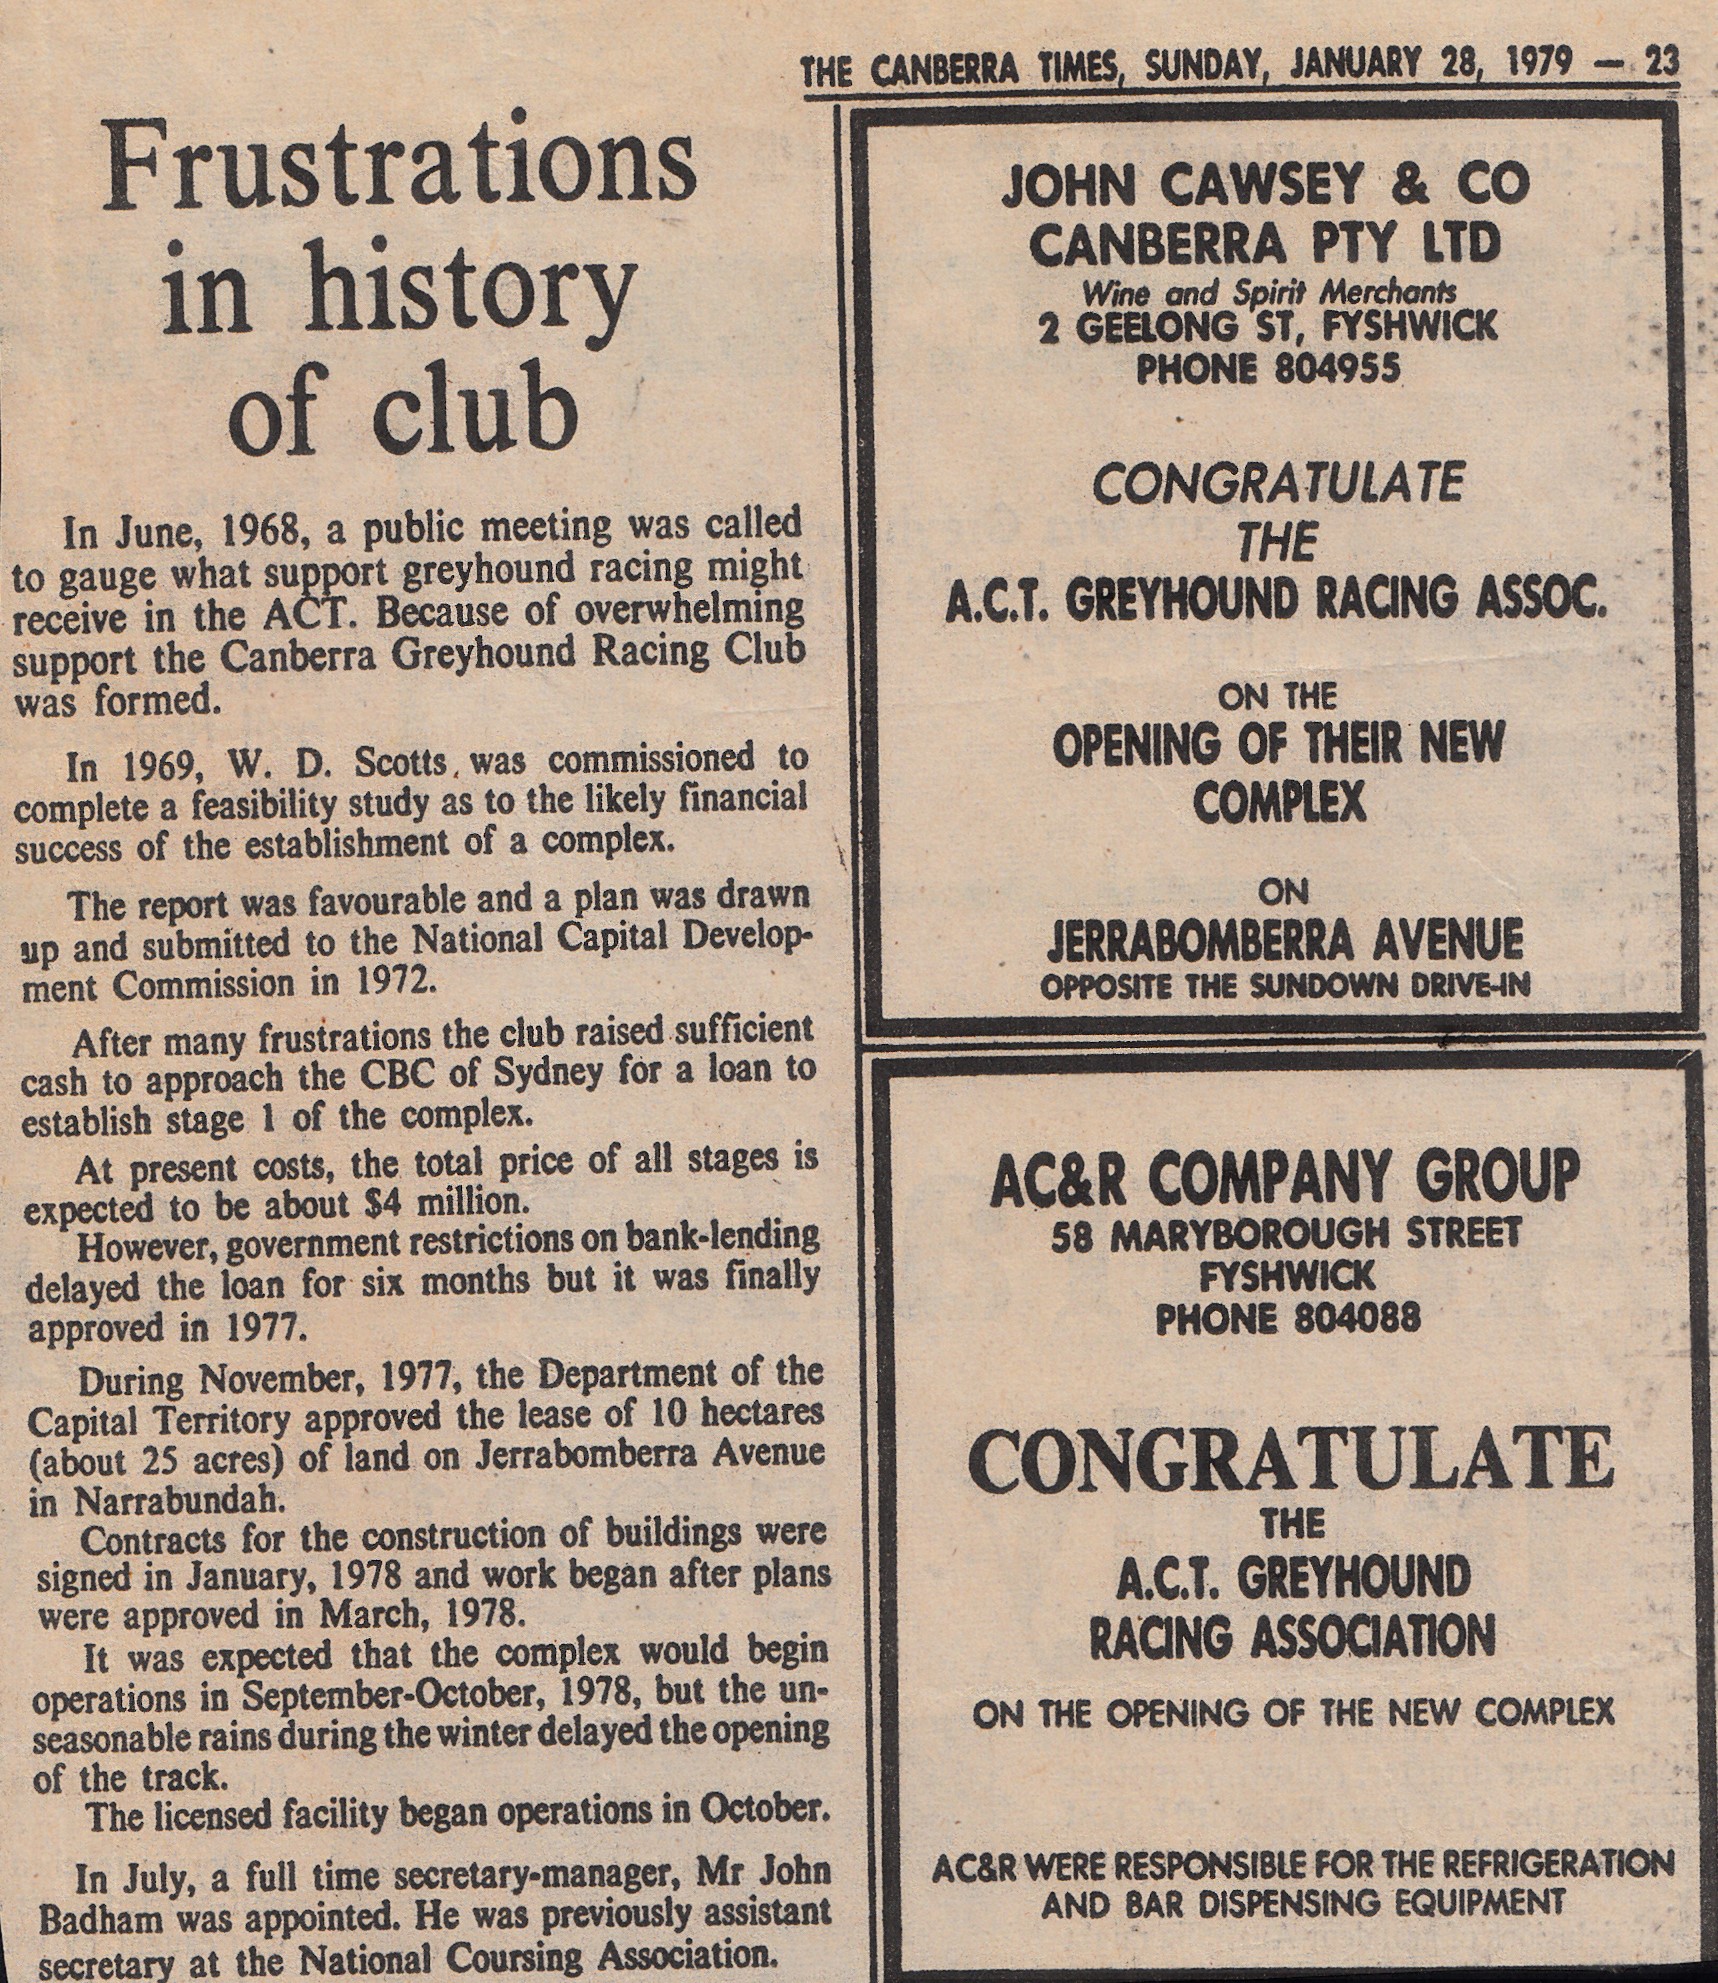 THE CANBERRA TIMES, SUNDAY, JANUARY 28, 1979 — 23
Frustrations
in history
of club
In June, 1968, a public meeting was called
to gauge what support greyhound racing might
receive in the ACT. Because of overwhelming
support the Canberra Greyhound Racing Club
was formed.
In 1969, W. D. Scotts was commissioned to
complete a feasibility study as to the likely financial
success of the establishment of a complex.
The report was favourable and a plan was drawn
up and submitted to the National Capital Develop-
ment Commission in 1972.
After many frustrations the club raised sufficient
cash to approach the CBC of Sydney for a loan to
establish stage 1 of the complex.
At present costs, the total price of all stages is
expected to be about $4 million.
However, government restrictions on bank-lending
delayed the loan for six months but it was finally
approved in 1977.
During November, 1977, the Department of the
Capital Territory approved the lease of 10 hectares
(about 25 acres) of land on Jerrabomberra Avenue
in Narrabundah.
Contracts for the construction of buildings were
signed in January, 1978 and work began after plans
were approved in March, 1978.
It was expected that the complex would begin
operations in September-October, 1978, but the un-
seasonable rains during the winter delayed the opening
of the track.
The licensed facility began operations in October.
In July, a full time secretary-manager, Mr John
Badham was appointed. He was previously assistant
secretary at the National Coursing Association.
JOHN CAWSEY & CO
CANBERRA PTY LTD
Wine and Spirit Merchants
2 GEELONG ST, FYSHWICK
PHONE 804955
CONGRATULATE
THE
A.C.T. GREYHOUND RACING ASSOC.
ON THE
OPENING OF THEIR NEW
COMPLEX
ON
JERRABOMBERRA AVENUE
OPPOSITE THE SUNDOWN DRIVE-IN
AC&R COMPANY GROUP
58 MARYBOROUGH STREET
FYSHWICK
PHONE 804088
CONGRATULATE
THE
A.C.T. GREYHOUND
RACING ASSOCIATION
ON THE OPENING OF THE NEW COMPLEX
AC&R WERE RESPONSIBLE FOR THE REFRIGERATION
AND BAR DISPENSING EQUIPMENT